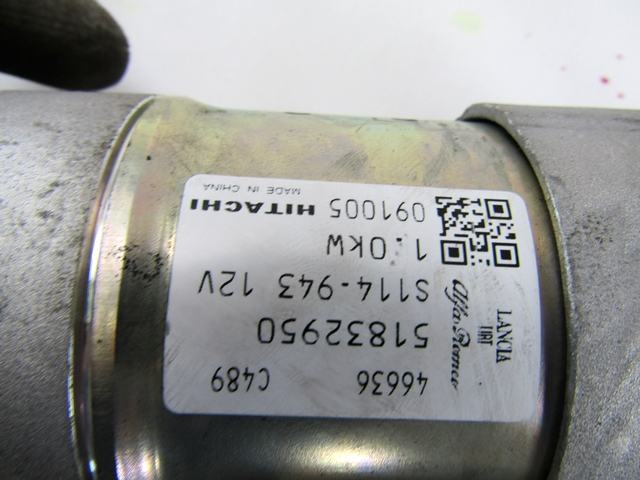 46636 C489
LANCIA
FIAT
Alfa Romeo
51832950
S114-943 12V
1.0kW
091005 HITACHI
MADE IN CHINA